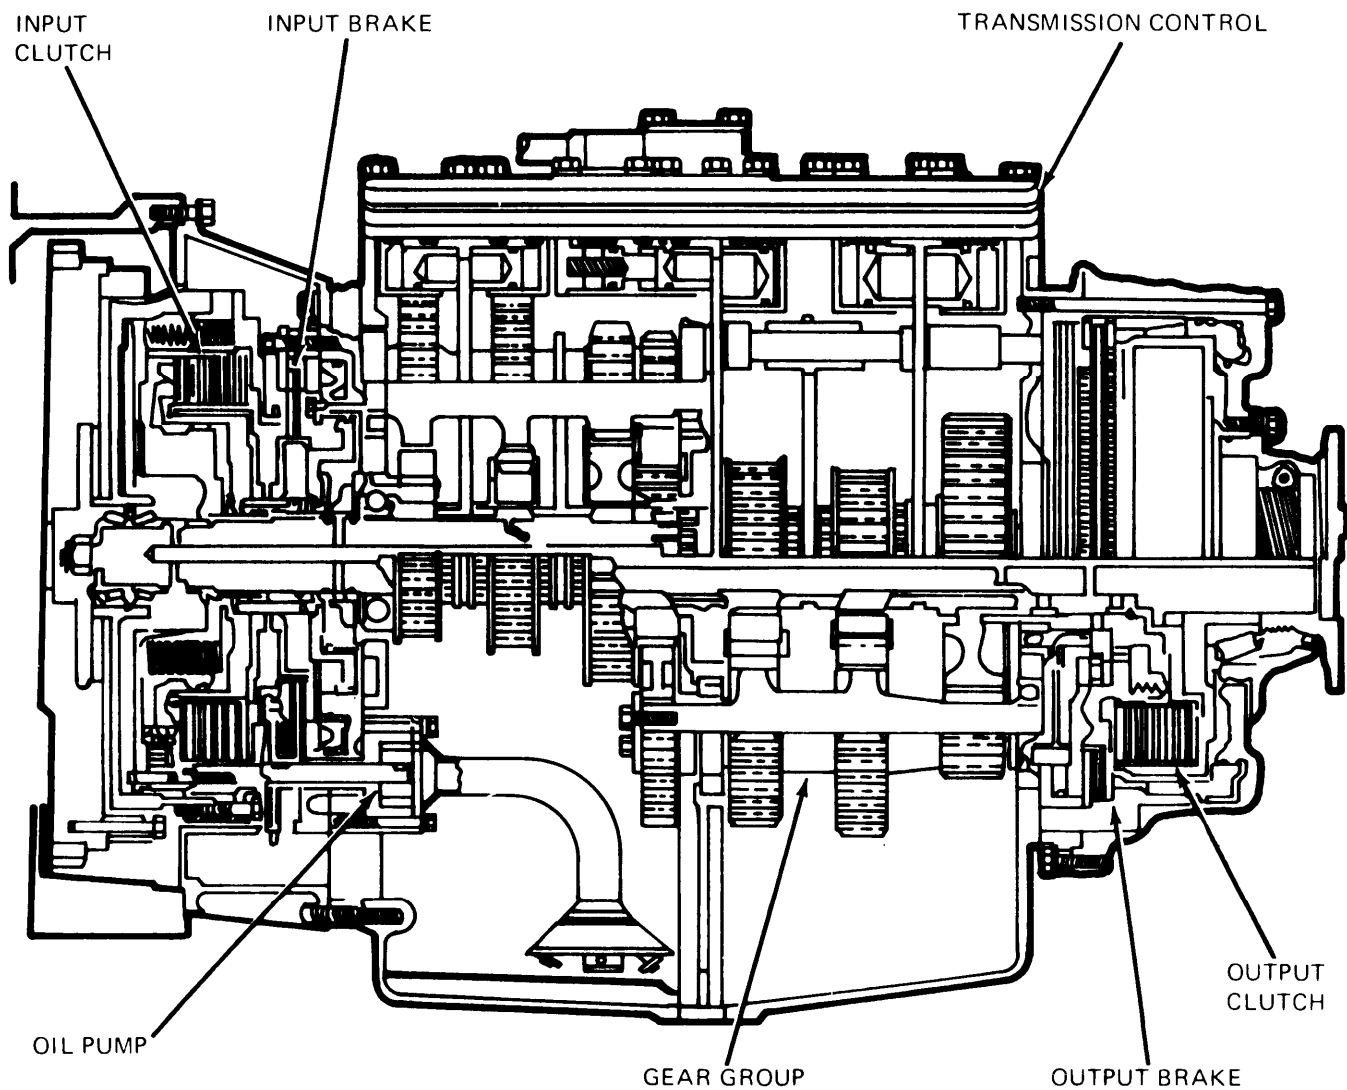 INPUT
CLUTCH
INPUT BRAKE
TRANSMISSION CONTROL
OUTPUT
CLUTCH
OIL PUMP
GEAR GROUP
OUTPUT BRAKE